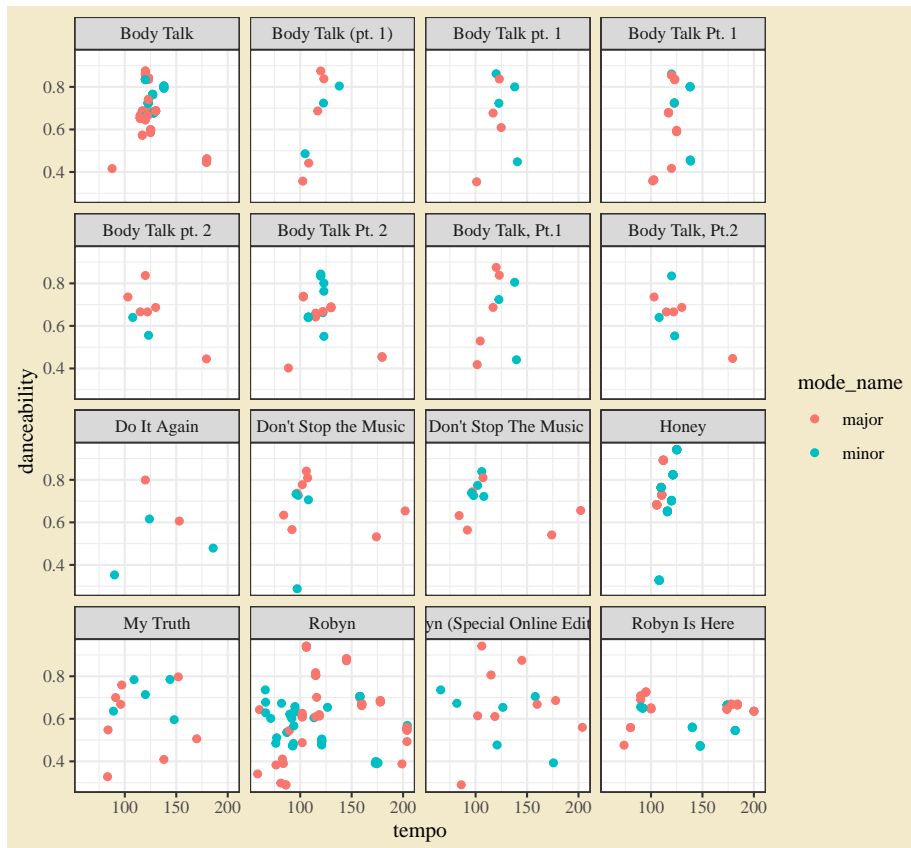 Body Talk
Body Talk (pt. 1)
Body Talk pt. 1
Body Talk Pt. 1
0.8
0.6
0.4
Body Talk pt. 2
Body Talk Pt. 2
Body Talk, Pt.1
Body Talk, Pt.2
0.8
0.6
0.4
danceability
mode_name
major
minor
Do It Again
Don't Stop the Music
Don't Stop The Music
Honey
0.8
0.6
0.4
My Truth
Robyn
yn (Special Online Edit
Robyn Is Here
0.8
0.6
0.4
100 150 200
100 150 200
100 150 200
100 150 200
tempo